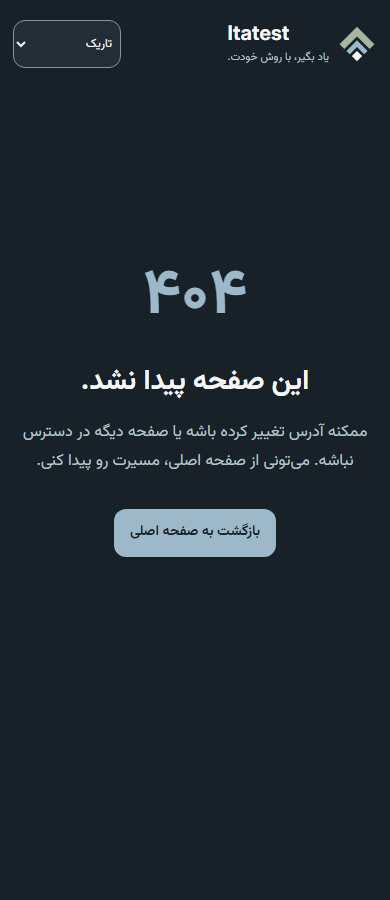 Itatest
یاد بگیر، با روش خودت.
تاریک
۴۰۴
این صفحه پیدا نشد.
ممکنه آدرس تغییر کرده باشه یا صفحه دیگه در دسترس
نباشه. می‌تونی از صفحه اصلی، مسیرت رو پیدا کنی.
بازگشت به صفحه اصلی